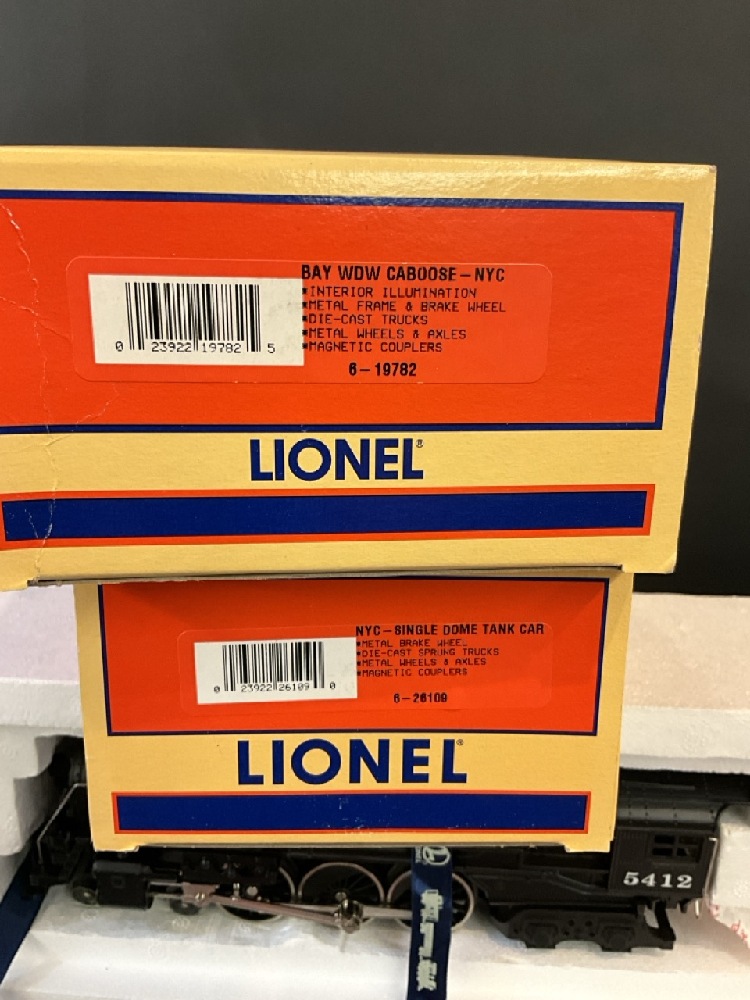 BAY WDW CABOOSE-NYC
*INTERIOR ILLUMINATION
*METAL FRAME & BRAKE WHEEL
*DIE-CAST TRUCKS
*METAL WHEELS & AXLES
*MAGNETIC COUPLERS
0 23922 19782 5
6-19782
LIONEL®
NYC-SINGLE DOME TANK CAR
*METAL BRAKE WHEEL
*DIE-CAST SPRUNG TRUCKS
*METAL WHEELS & AXLES
*MAGNETIC COUPLERS
0 23922 26109 0
6-26109
LIONEL®
5412